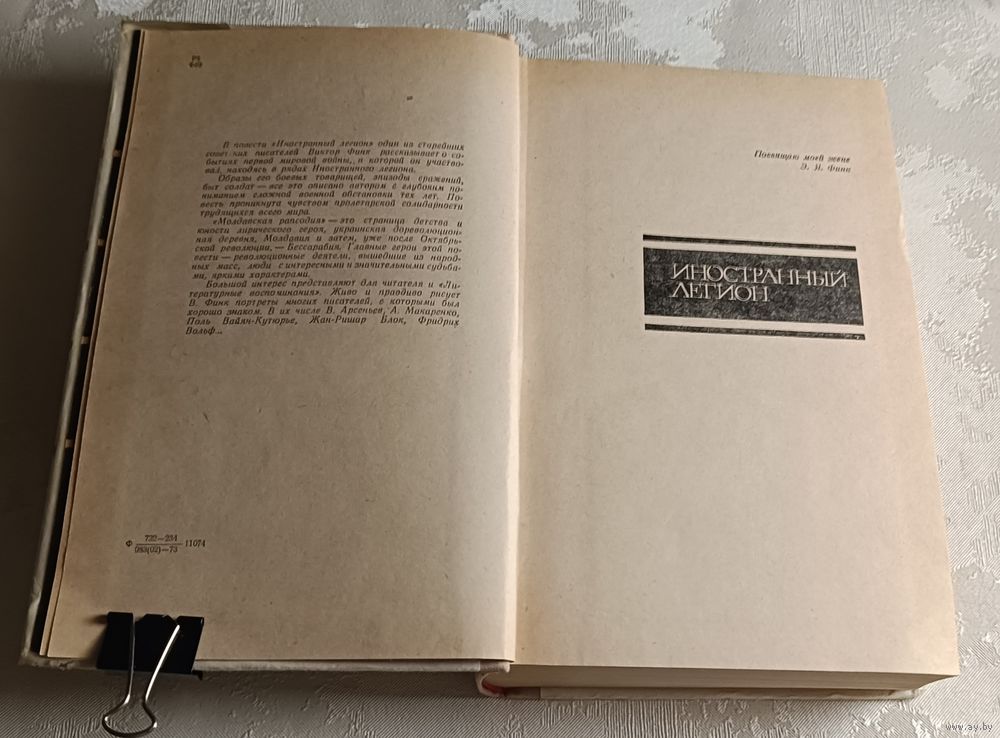 Р2
Ф59
В повести «Иностранный легион» один из старейших
советских писателей Виктор Финк рассказывает о со-
бытиях первой мировой войны, в которой он участво-
вал, находясь в рядах Иностранного легиона.
Образы его боевых товарищей, эпизоды сражений,
быт солдат — все это описано автором с глубоким по-
ниманием сложной военной обстановки тех лет. По-
весть проникнута чувством пролетарской солидарности
трудящихся всего мира.
«Молдавская рапсодия» — это страница детства и
юности лирического героя, украинская дореволюцион-
ная деревня, Молдавия и затем, уже после Октябрь-
ской революции, — Бессарабия. Главные герои этой по-
вести — революционные деятели, вышедшие из народ-
ных масс, люди с интересными и значительными судьба-
ми, яркими характерами.
Большой интерес представляют для читателя и «Ли-
тературные воспоминания». Живо и правдиво рисует
В. Финк портреты многих писателей, с которыми был
хорошо знаком. В их числе В. Арсеньев, А. Макаренко,
Поль Вайян-Кутюрье, Жан-Ришар Блок, Фридрих
Вольф...
Ф 722—234
083(02)—73 11074
Посвящаю моей жене
Э. Я. Финк
ИНОСТРАННЫЙ
ЛЕГИОН
www.ay.by